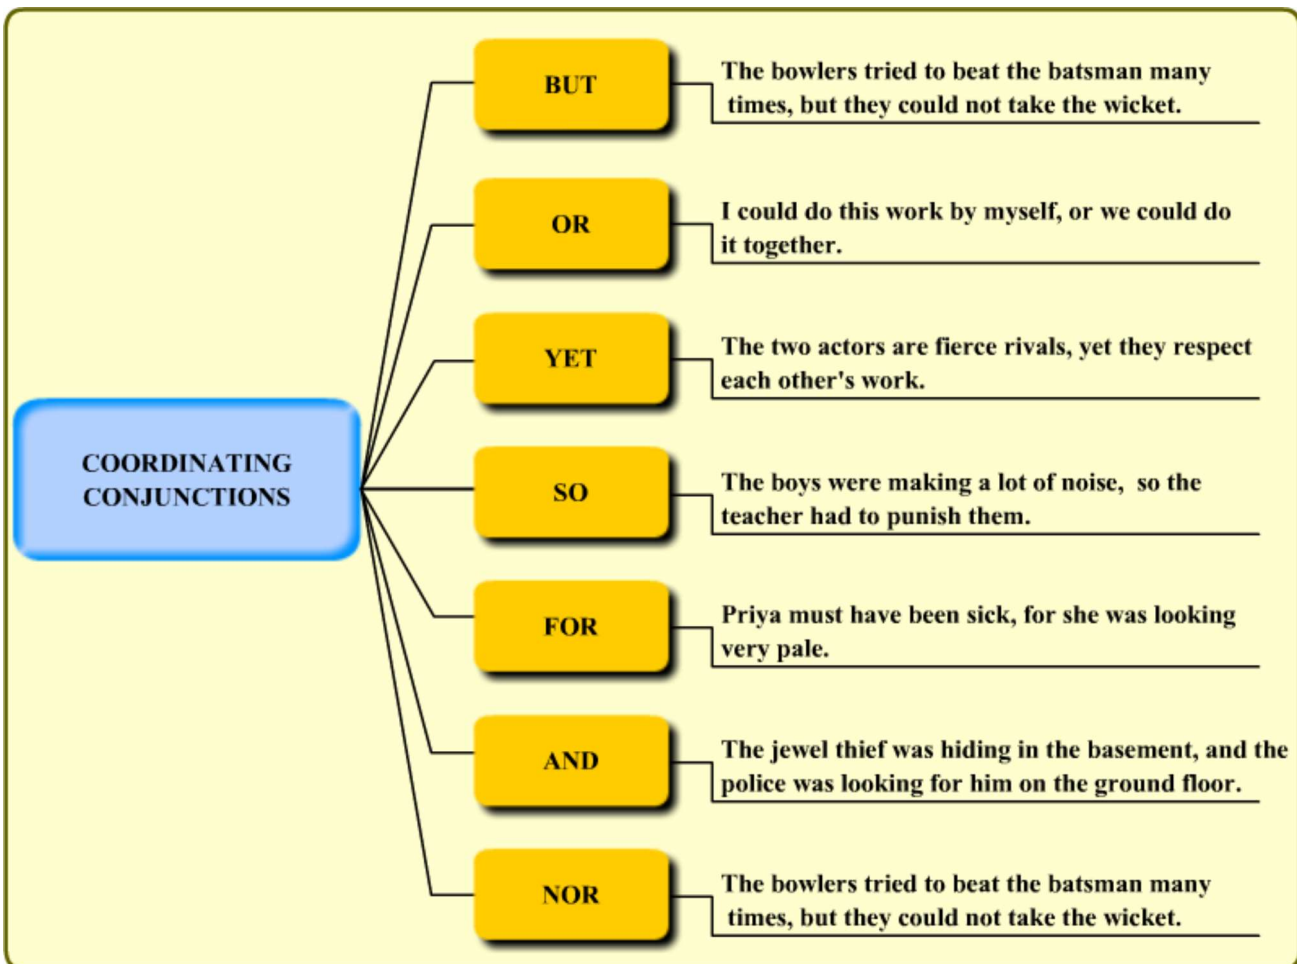 COORDINATING
CONJUNCTIONS
BUT
The bowlers tried to beat the batsman many
times, but they could not take the wicket.
OR
I could do this work by myself, or we could do
it together.
YET
The two actors are fierce rivals, yet they respect
each other's work.
SO
The boys were making a lot of noise,  so the
teacher had to punish them.
FOR
Priya must have been sick, for she was looking
very pale.
AND
The jewel thief was hiding in the basement, and the
police was looking for him on the ground floor.
NOR
The bowlers tried to beat the batsman many
times, but they could not take the wicket.